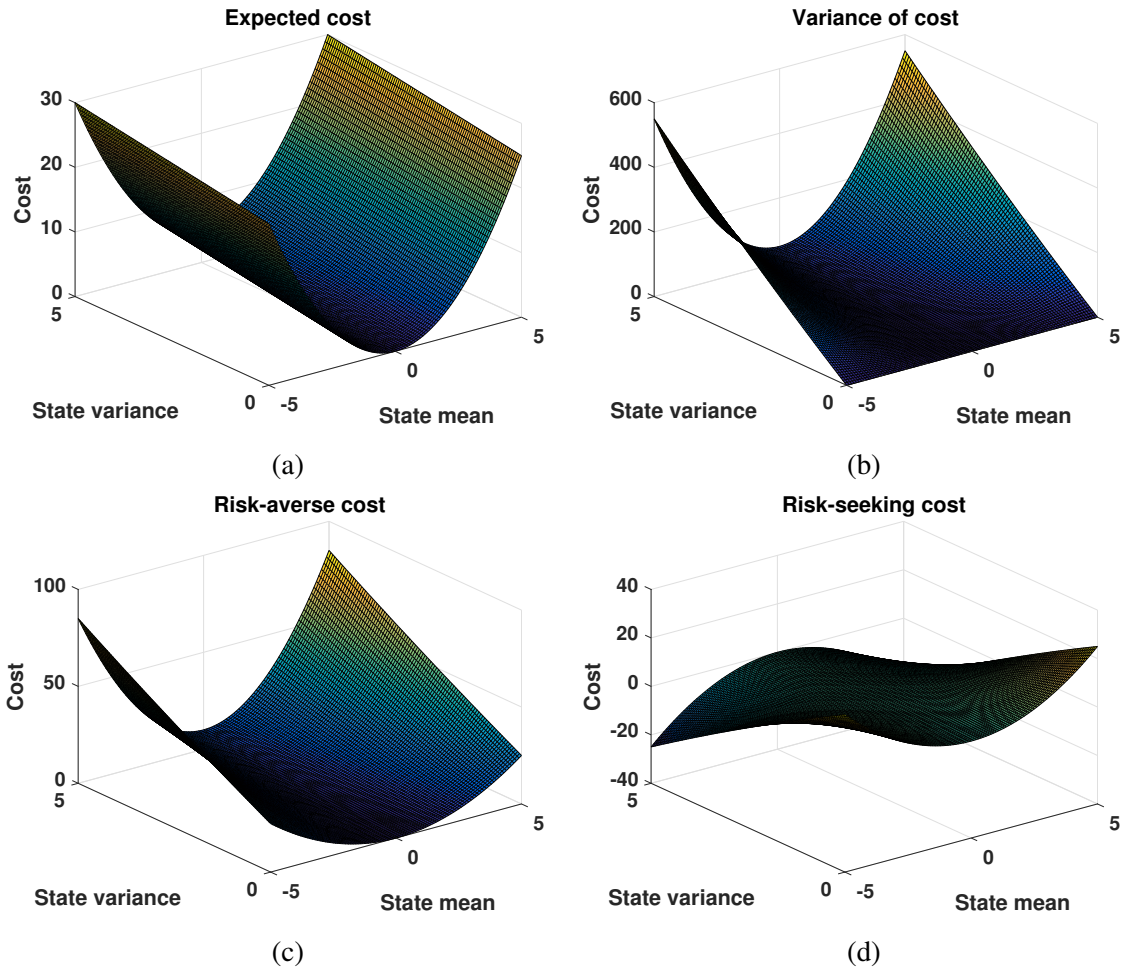 Expected cost
30
20
10
0
Cost
5
State variance
0
-5
0
5
State mean
(a)
Variance of cost
600
400
200
0
Cost
5
State variance
0
-5
0
5
State mean
(b)
Risk-averse cost
100
50
0
Cost
5
State variance
0
-5
0
5
State mean
(c)
Risk-seeking cost
40
20
0
-20
-40
Cost
5
State variance
0
-5
0
5
State mean
(d)